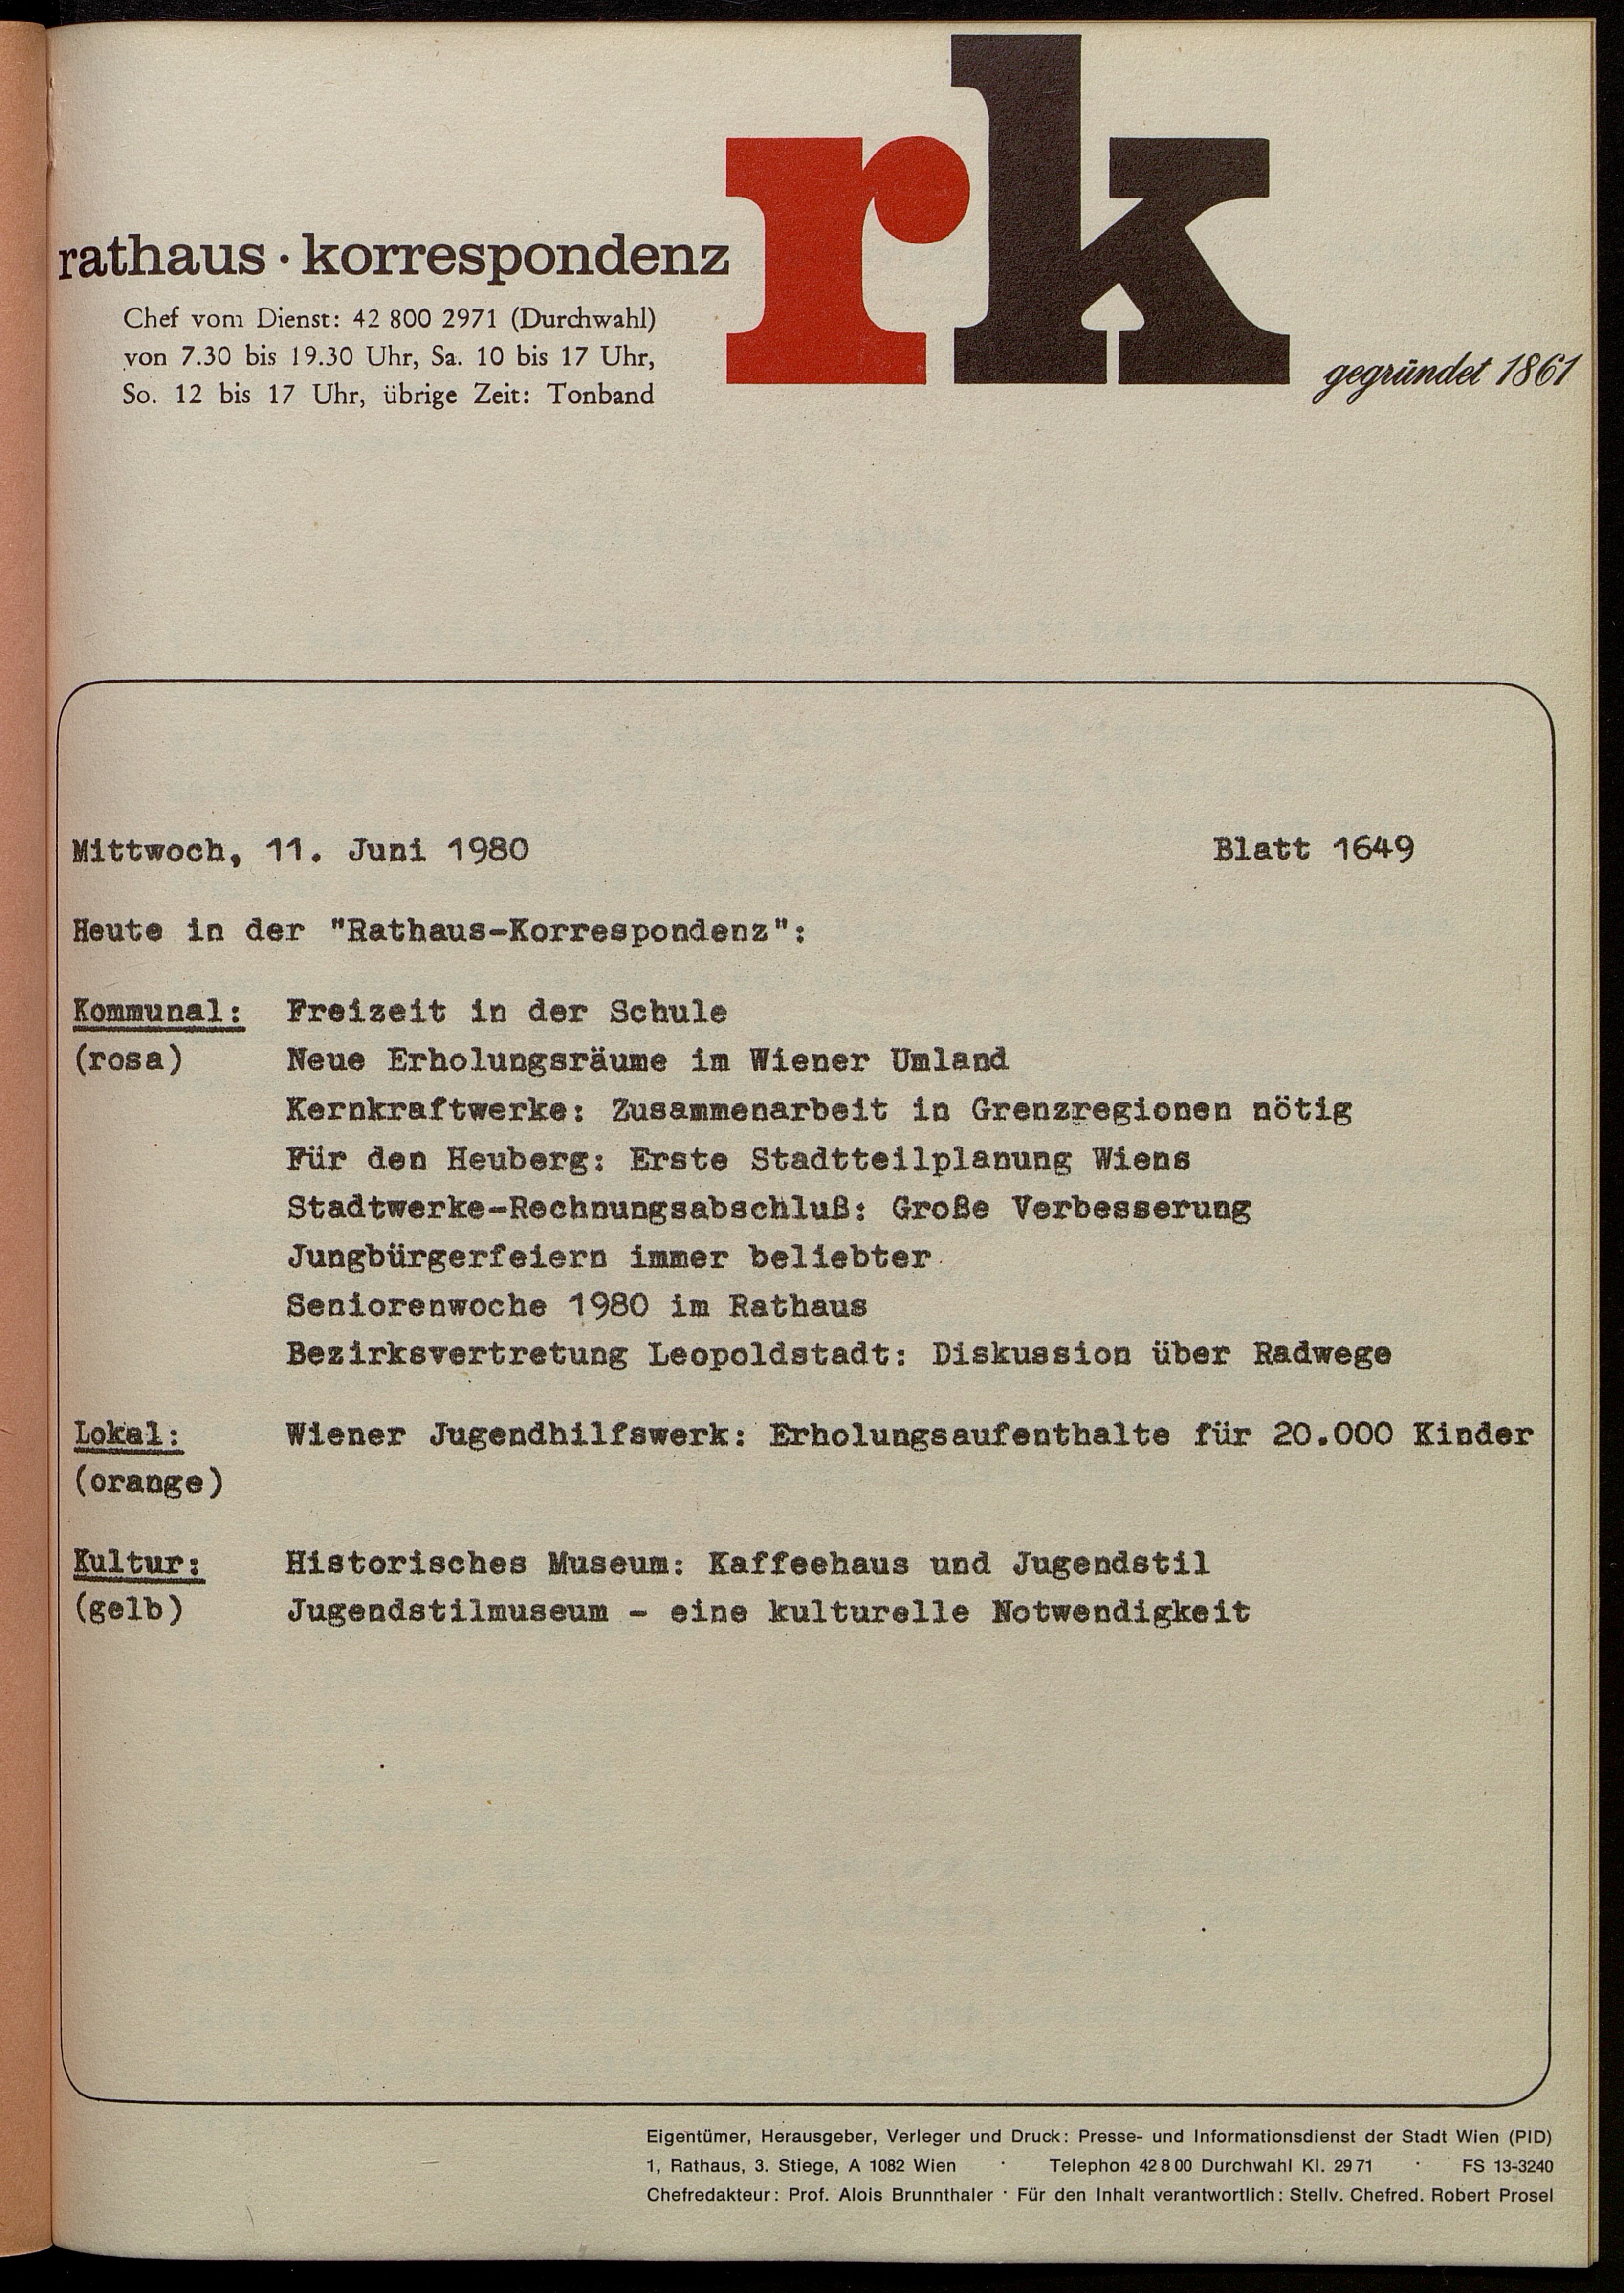 rk
rathaus · korrespondenz
Chef vom Dienst: 42 800 2971 (Durchwahl)
von 7.30 bis 19.30 Uhr, Sa. 10 bis 17 Uhr,
So. 12 bis 17 Uhr, übrige Zeit: Tonband
gegründet 1861
Mittwoch, 11. Juni 1980 Blatt 1649
Heute in der "Rathaus-Korrespondenz":
Kommunal: Freizeit in der Schule
(rosa) Neue Erholungsräume im Wiener Umland
Kernkraftwerke: Zusammenarbeit in Grenzregionen nötig
Für den Heuberg: Erste Stadtteilplanung Wiens
Stadtwerke-Rechnungsabschluß: Große Verbesserung
Jungbürgerfeiern immer beliebter
Seniorenwoche 1980 im Rathaus
Bezirksvertretung Leopoldstadt: Diskussion über Radwege
Lokal: Wiener Jugendhilfswerk: Erholungsaufenthalte für 20.000 Kinder
(orange)
Kultur: Historisches Museum: Kaffeehaus und Jugendstil
(gelb) Jugendstilmuseum - eine kulturelle Notwendigkeit
Eigentümer, Herausgeber, Verleger und Druck: Presse- und Informationsdienst der Stadt Wien (PID)
1, Rathaus, 3. Stiege, A 1082 Wien · Telephon 42 8 00 Durchwahl Kl. 29 71 · FS 13-3240
Chefredakteur: Prof. Alois Brunnthaler · Für den Inhalt verantwortlich: Stellv. Chefred. Robert Prosel